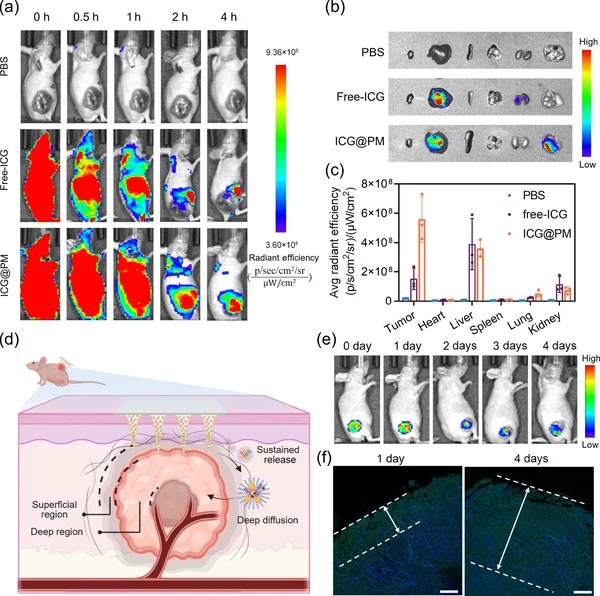 (a)
0 h 0.5 h 1 h 2 h 4 h
PBS
Free-ICG
ICG@PM
9.36×10⁸
3.60×10⁸
Radiant efficiency
(p/sec/cm²/sr / μW/cm²)
(b)
PBS
Free-ICG
ICG@PM
High
Low
(c)
Avg radiant efficiency
(p/s/cm²/sr)/(μW/cm²)
8×10⁸
6×10⁸
4×10⁸
2×10⁸
0
PBS
free-ICG
ICG@PM
Tumor Heart Liver Spleen Lung Kidney
(d)
Sustained
release
Superficial
region
Deep region
Deep diffusion
(e)
0 day 1 day 2 days 3 days 4 days
High
Low
(f)
1 day 4 days